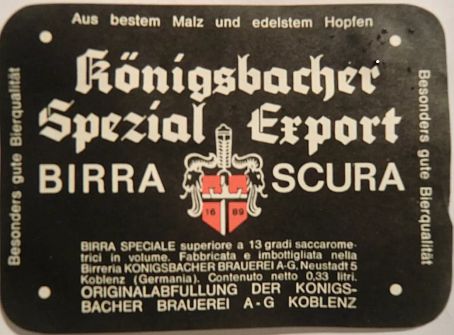 Aus bestem Malz und edelstem Hopfen
Königsbacher
Spezial Export
BIRRA SCURA
Besonders gute Bierqualität
Besonders gute Bierqualität
16 89
BIRRA SPECIALE superiore a 13 gradi saccarome-
trici in volume. Fabbricata e imbottigliata nella
Birreria KONIGSBACHER BRAUEREI A-G, Neustadt 5
Koblenz (Germania). Contenuto netto 0,33 litri.
ORIGINALABFULLUNG DER KONIGS-
BACHER BRAUEREI A-G KOBLENZ